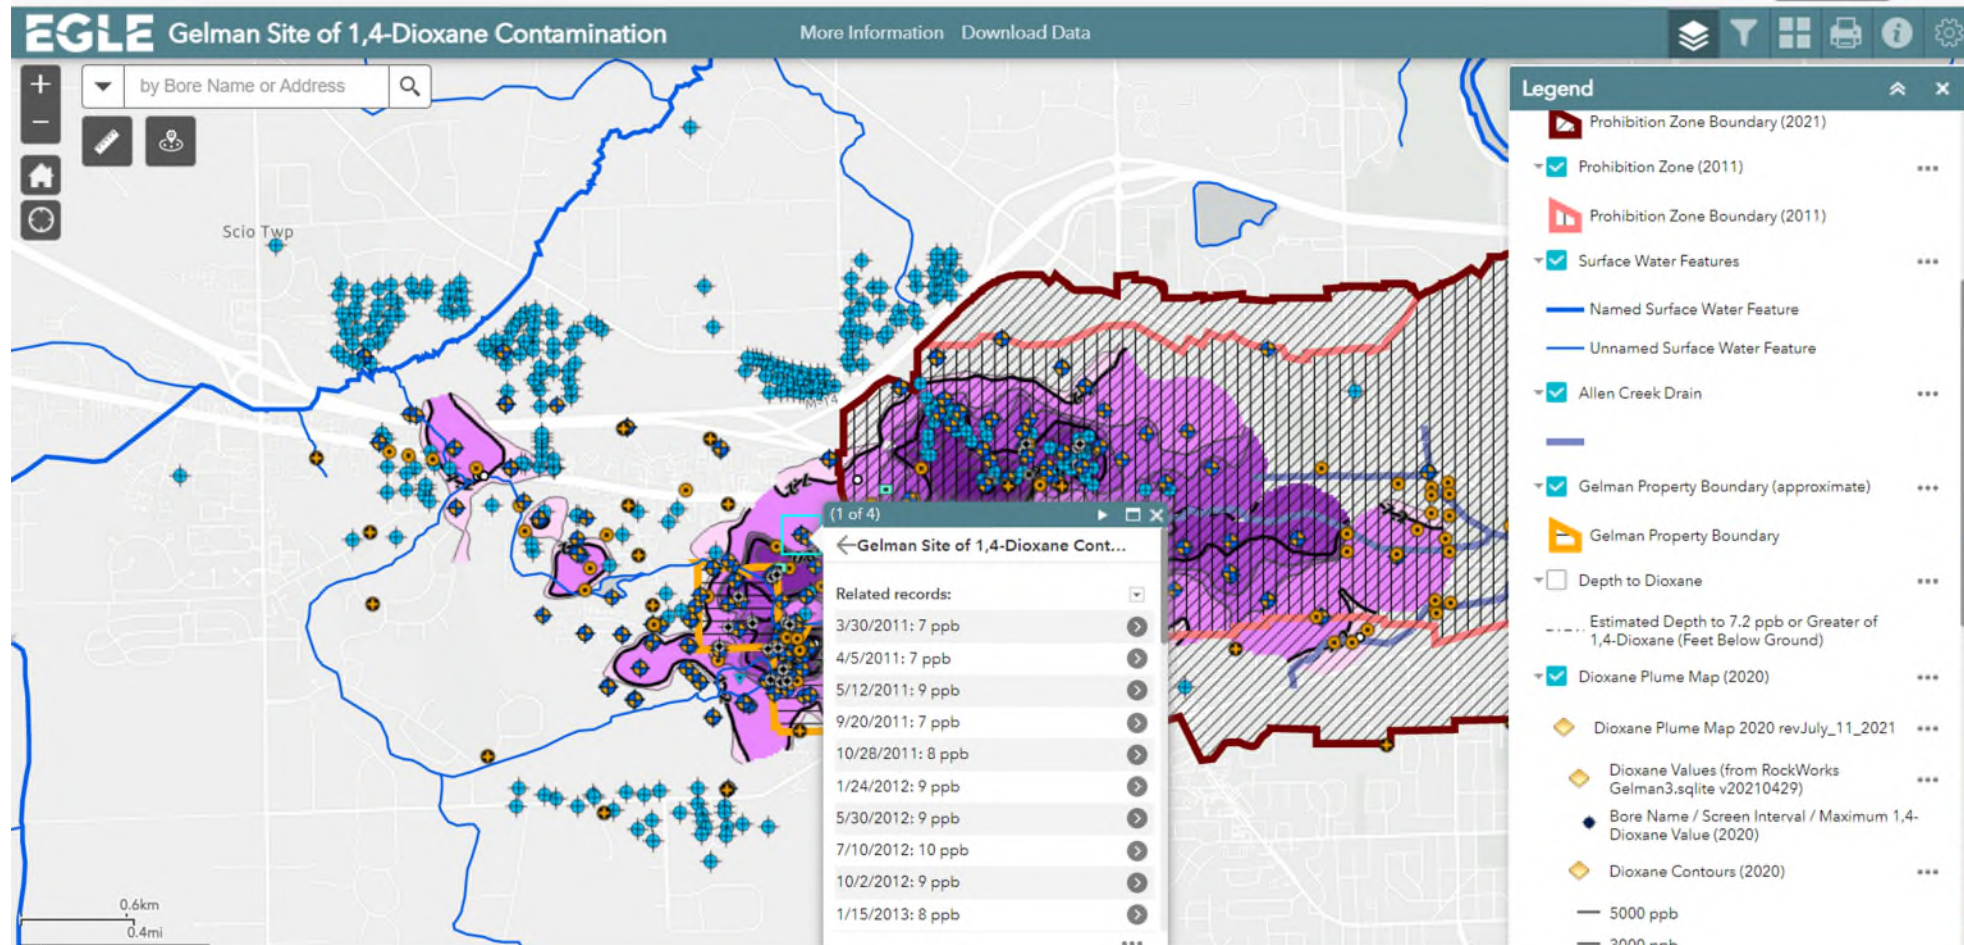 EGLE Gelman Site of 1,4-Dioxane Contamination
More Information Download Data
by Bore Name or Address
Scio Twp
M-14
0.6km
0.4mi
(1 of 4)
Gelman Site of 1,4-Dioxane Cont...
Related records:
3/30/2011: 7 ppb
4/5/2011: 7 ppb
5/12/2011: 9 ppb
9/20/2011: 7 ppb
10/28/2011: 8 ppb
1/24/2012: 9 ppb
5/30/2012: 9 ppb
7/10/2012: 10 ppb
10/2/2012: 9 ppb
1/15/2013: 8 ppb
Legend
Prohibition Zone Boundary (2021)
Prohibition Zone (2011)
Prohibition Zone Boundary (2011)
Surface Water Features
Named Surface Water Feature
Unnamed Surface Water Feature
Allen Creek Drain
Gelman Property Boundary (approximate)
Gelman Property Boundary
Depth to Dioxane
Estimated Depth to 7.2 ppb or Greater of
1,4-Dioxane (Feet Below Ground)
Dioxane Plume Map (2020)
Dioxane Plume Map 2020 revJuly_11_2021
Dioxane Values (from RockWorks
Gelman3.sqlite v20210429)
Bore Name / Screen Interval / Maximum 1,4-
Dioxane Value (2020)
Dioxane Contours (2020)
5000 ppb
3000 ppb